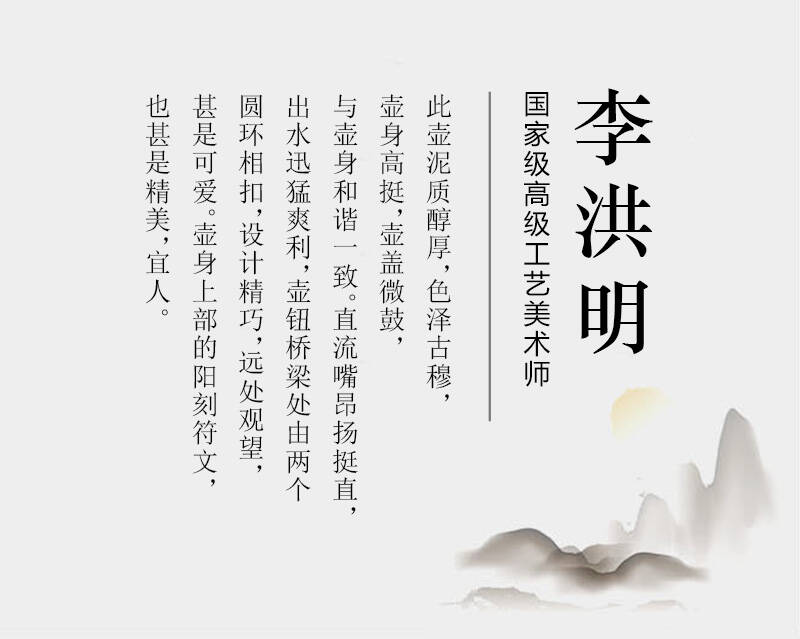 李洪明
国家级高级工艺美术师
此壶泥质醇厚，色泽古穆，
壶身高挺，壶盖微鼓，
与壶身和谐一致。直流嘴昂扬挺直，
出水迅猛爽利，壶钮桥梁处由两个
圆环相扣，设计精巧，远处观望，
甚是可爱。壶身上部的阳刻符文，
也甚是精美，宜人。